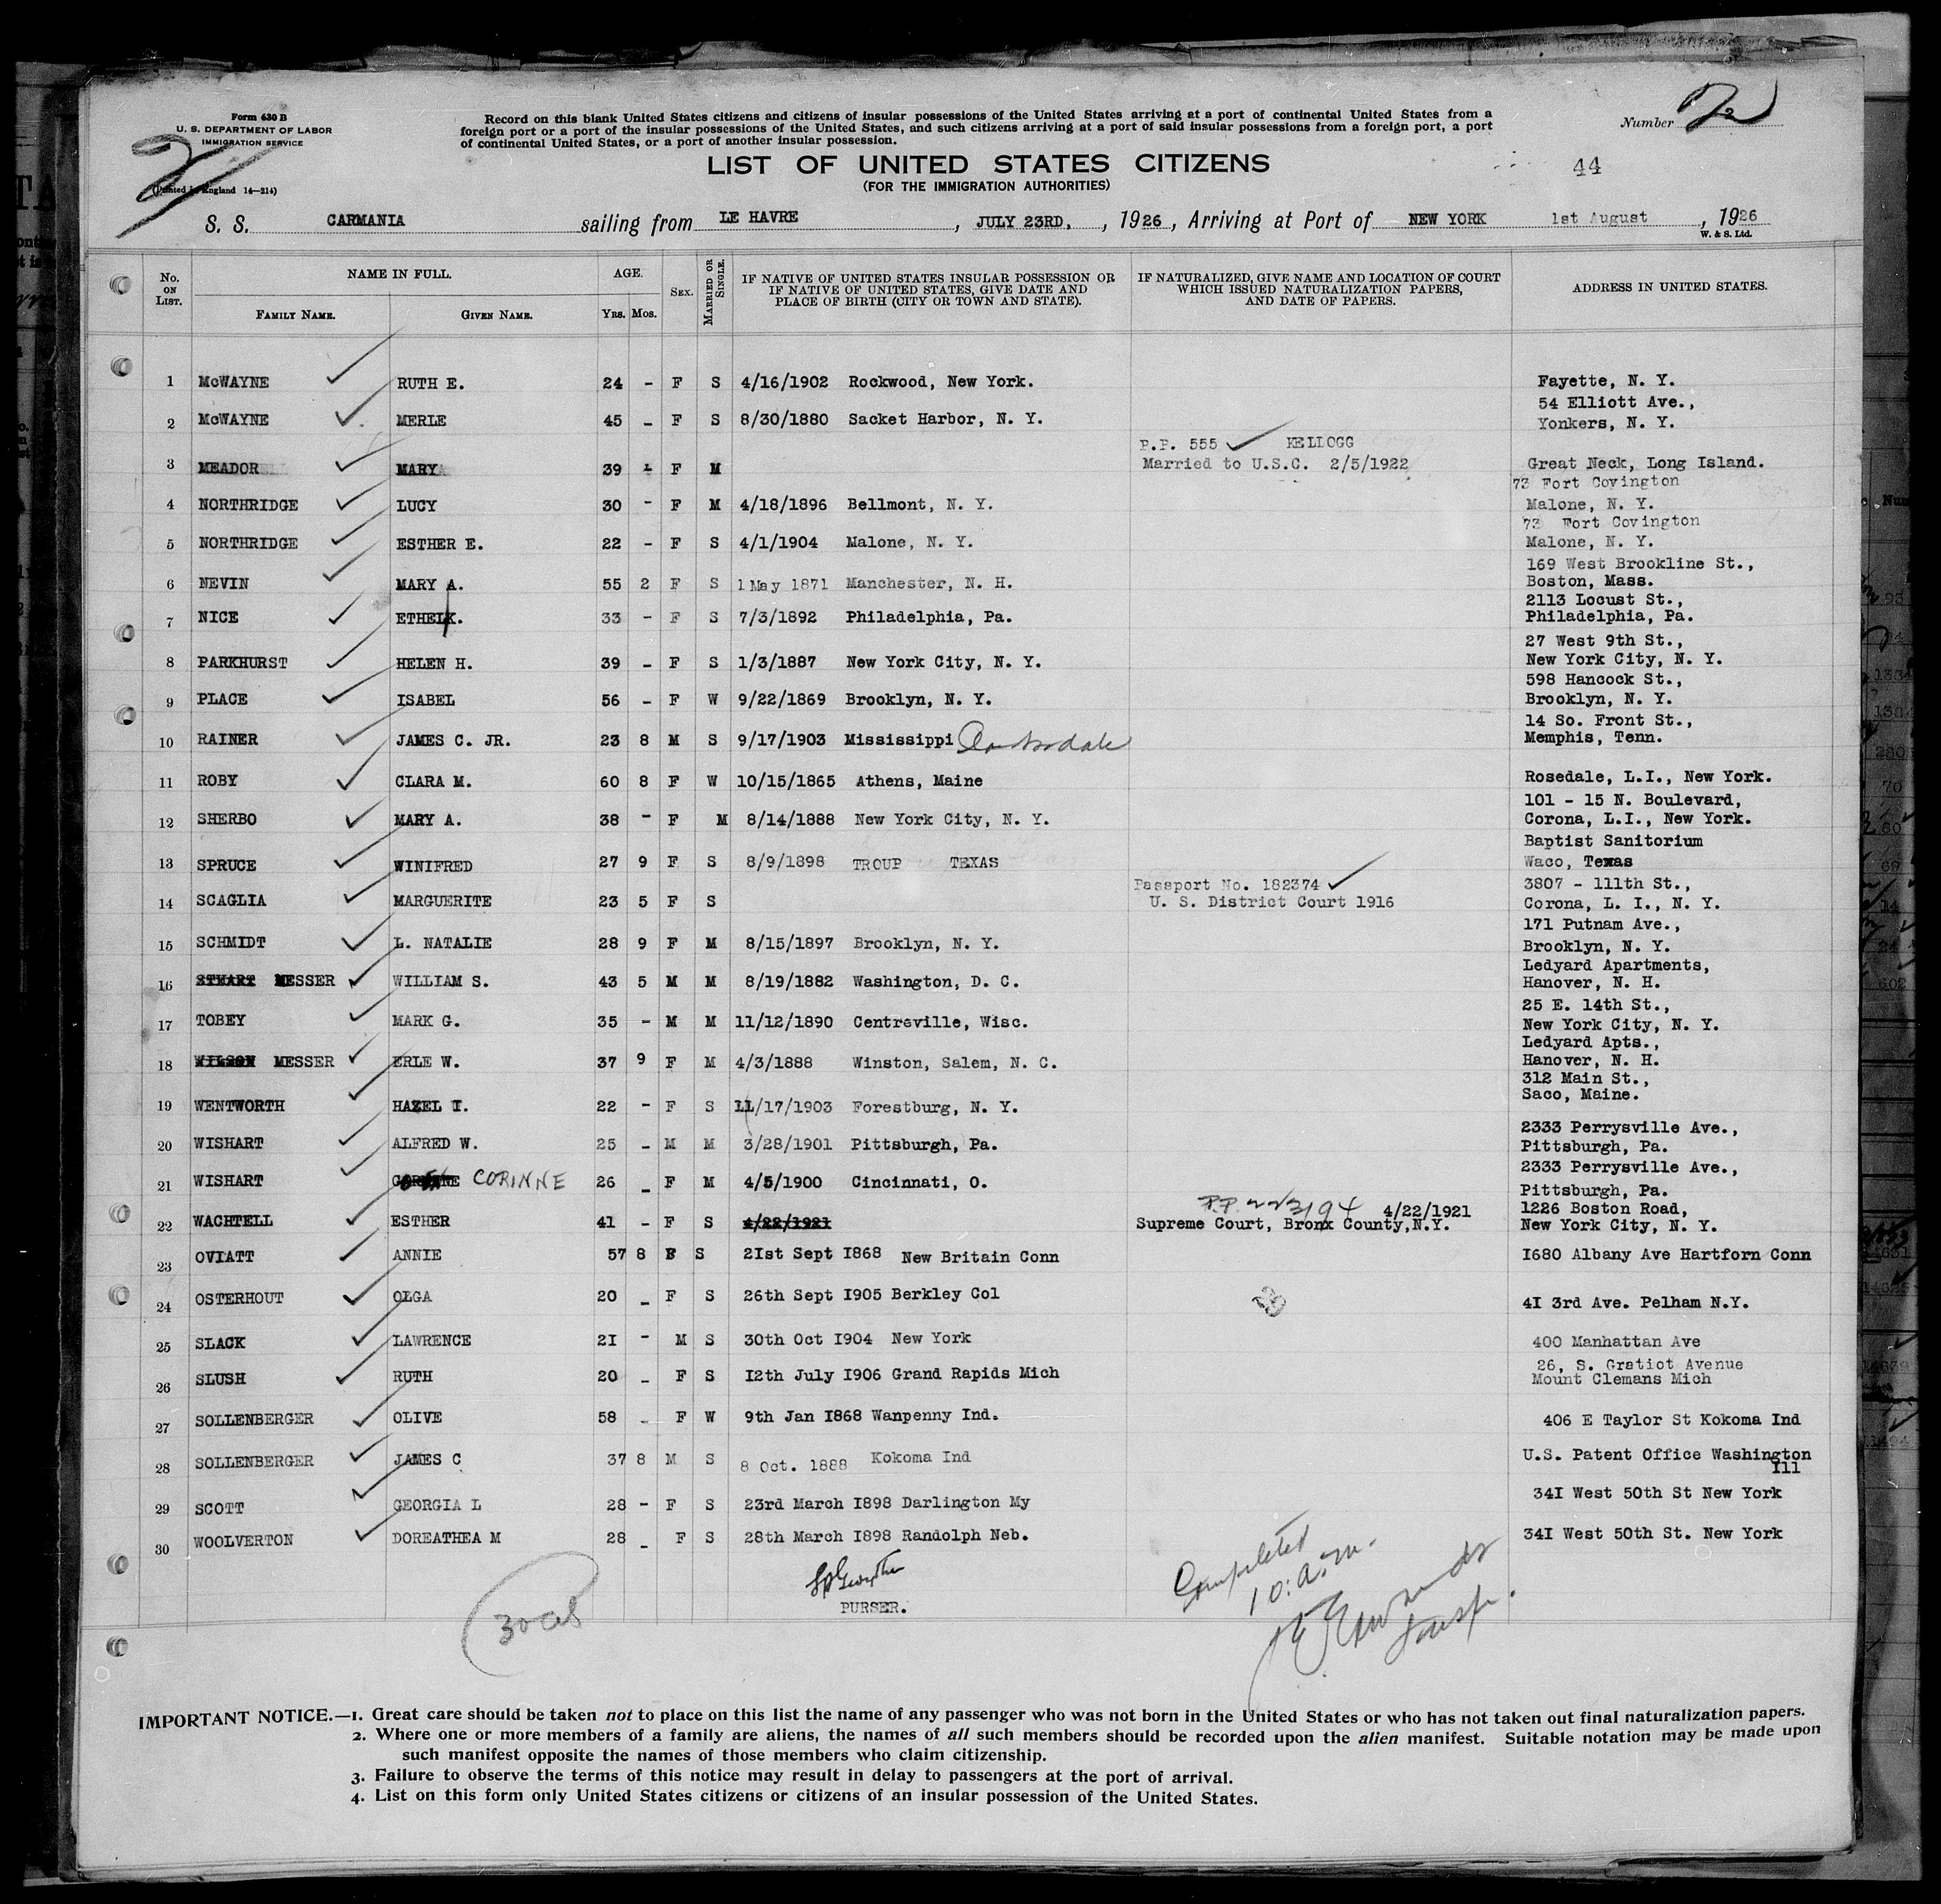 Form 630 B
U. S. DEPARTMENT OF LABOR
IMMIGRATION SERVICE
(Printed in England 14—214)
Record on this blank United States citizens and citizens of insular possessions of the United States arriving at a port of continental United States from a
foreign port or a port of the insular possessions of the United States, and such citizens arriving at a port of said insular possessions from a foreign port, a port
of continental United States, or a port of another insular possession.
Number
LIST OF UNITED STATES CITIZENS
44
(FOR THE IMMIGRATION AUTHORITIES)
S. S. CARMANIA sailing from LE HAVRE, JULY 23RD, , 1926, Arriving at Port of NEW YORK 1st August, 1926
W. & S. Ltd.
No. ON LIST. NAME IN FULL. AGE. SEX. MARRIED OR SINGLE. IF NATIVE OF UNITED STATES INSULAR POSSESSION OR IF NATIVE OF UNITED STATES, GIVE DATE AND PLACE OF BIRTH (CITY OR TOWN AND STATE). IF NATURALIZED, GIVE NAME AND LOCATION OF COURT WHICH ISSUED NATURALIZATION PAPERS, AND DATE OF PAPERS. ADDRESS IN UNITED STATES.
FAMILY NAME. GIVEN NAME. Yrs. Mos.
1 McWAYNE RUTH E. 24 - F S 4/16/1902 Rockwood, New York. Fayette, N. Y.
54 Elliott Ave.,
2 McWAYNE MERLE 45 - F S 8/30/1880 Sacket Harbor, N. Y. Yonkers, N. Y.
P.P. 555 KELLOGG
3 MEADOR MARY 39 - F M Married to U.S.C. 2/5/1922 Great Neck, Long Island.
73 Fort Covington
4 NORTHRIDGE LUCY 30 - F M 4/18/1896 Bellmont, N. Y. Malone, N. Y.
73 Fort Covington
5 NORTHRIDGE ESTHER E. 22 - F S 4/1/1904 Malone, N. Y. Malone, N. Y.
169 West Brookline St.,
6 NEVIN MARY A. 55 2 F S 1 May 1871 Manchester, N. H. Boston, Mass.
2113 Locust St.,
7 NICE ETHEL K. 33 - F S 7/3/1892 Philadelphia, Pa. Philadelphia, Pa.
27 West 9th St.,
8 PARKHURST HELEN H. 39 - F S 1/3/1887 New York City, N. Y. New York City, N. Y.
598 Hancock St.,
9 PLACE ISABEL 56 - F W 9/22/1869 Brooklyn, N. Y. Brooklyn, N. Y.
14 So. Front St.,
10 RAINER JAMES C. JR. 23 8 M S 9/17/1903 Mississippi Clarksdale Memphis, Tenn.
11 ROBY CLARA M. 60 8 F W 10/15/1865 Athens, Maine Rosedale, L.I., New York.
101 - 15 N. Boulevard,
12 SHERBO MARY A. 38 - F M 8/14/1888 New York City, N. Y. Corona, L.I., New York.
Baptist Sanitorium
13 SPRUCE WINIFRED 27 9 F S 8/9/1898 TROUP TEXAS Waco, Texas
Passport No. 182374 3807 - 111th St.,
14 SCAGLIA MARGUERITE 23 5 F S U. S. District Court 1916 Corona, L. I., N. Y.
171 Putnam Ave.,
15 SCHMIDT L. NATALIE 28 9 F M 8/15/1897 Brooklyn, N. Y. Brooklyn, N. Y.
Ledyard Apartments,
16 STUART MESSER WILLIAM S. 43 5 M M 8/19/1882 Washington, D. C. Hanover, N. H.
25 E. 14th St.,
17 TOBEY MARK G. 35 - M M 11/12/1890 Centreville, Wisc. New York City, N. Y.
Ledyard Apts.,
18 WILSON MESSER ERLE W. 37 9 F M 4/3/1888 Winston, Salem, N. C. Hanover, N. H.
312 Main St.,
Saco, Maine.
19 WENTWORTH HAZEL I. 22 - F S 11/17/1903 Forestburg, N. Y.
2333 Perrysville Ave.,
20 WISHART ALFRED W. 25 - M M 3/28/1901 Pittsburgh, Pa. Pittsburgh, Pa.
2333 Perrysville Ave.,
21 WISHART CORINNE 26 - F M 4/5/1900 Cincinnati, O. Pittsburgh, Pa.
P.P. 223194 4/22/1921 1226 Boston Road,
22 WACHTELL ESTHER 41 - F S 4/22/1921 Supreme Court, Bronx County,N.Y. New York City, N. Y.
23 OVIATT ANNIE 57 8 F S 2Ist Sept I868 New Britain Conn I680 Albany Ave Hartforn Conn
24 OSTERHOUT OLGA 20 - F S 26th Sept I905 Berkley Col 4I 3rd Ave. Pelham N.Y.
25 SLACK LAWRENCE 2I - M S 30th Oct I904 New York 400 Manhattan Ave
26, S. Gratiot Avenue
26 SLUSH RUTH 20 - F S I2th July I906 Grand Rapids Mich Mount Clemans Mich
27 SOLLENBERGER OLIVE 58 - F W 9th Jan I868 Wanpenny Ind. 406 E Taylor St Kokoma Ind
28 SOLLENBERGER JAMES C 37 8 M S 8 Oct. 1888 Kokoma Ind U.S. Patent Office Washington
Ill
29 SCOTT GEORGIA L 28 - F S 23rd March I898 Darlington My 34I West 50th St New York
30 WOOLVERTON DOREATHEA M 28 - F S 28th March I898 Randolph Neb. 34I West 50th St. New York
PURSER.
Completed
10:a.m.
IMPORTANT NOTICE.—1. Great care should be taken not to place on this list the name of any passenger who was not born in the United States or who has not taken out final naturalization papers.
2. Where one or more members of a family are aliens, the names of all such members should be recorded upon the alien manifest. Suitable notation may be made upon
such manifest opposite the names of those members who claim citizenship.
3. Failure to observe the terms of this notice may result in delay to passengers at the port of arrival.
4. List on this form only United States citizens or citizens of an insular possession of the United States.